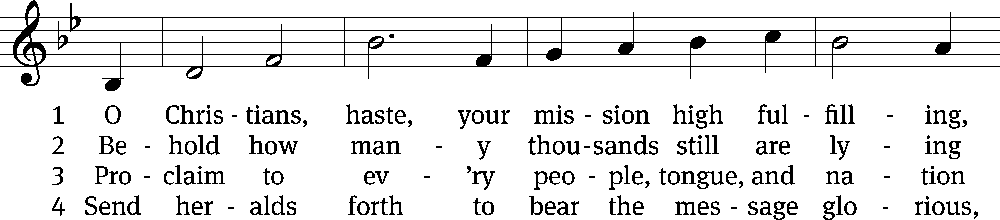 1 O Chris - tians, haste, your mis - sion high ful - fill - ing,
2 Be - hold how man - y thou - sands still are ly - ing
3 Pro - claim to ev - ’ry peo - ple, tongue, and na - tion
4 Send her - alds forth to bear the mes - sage glo - rious,